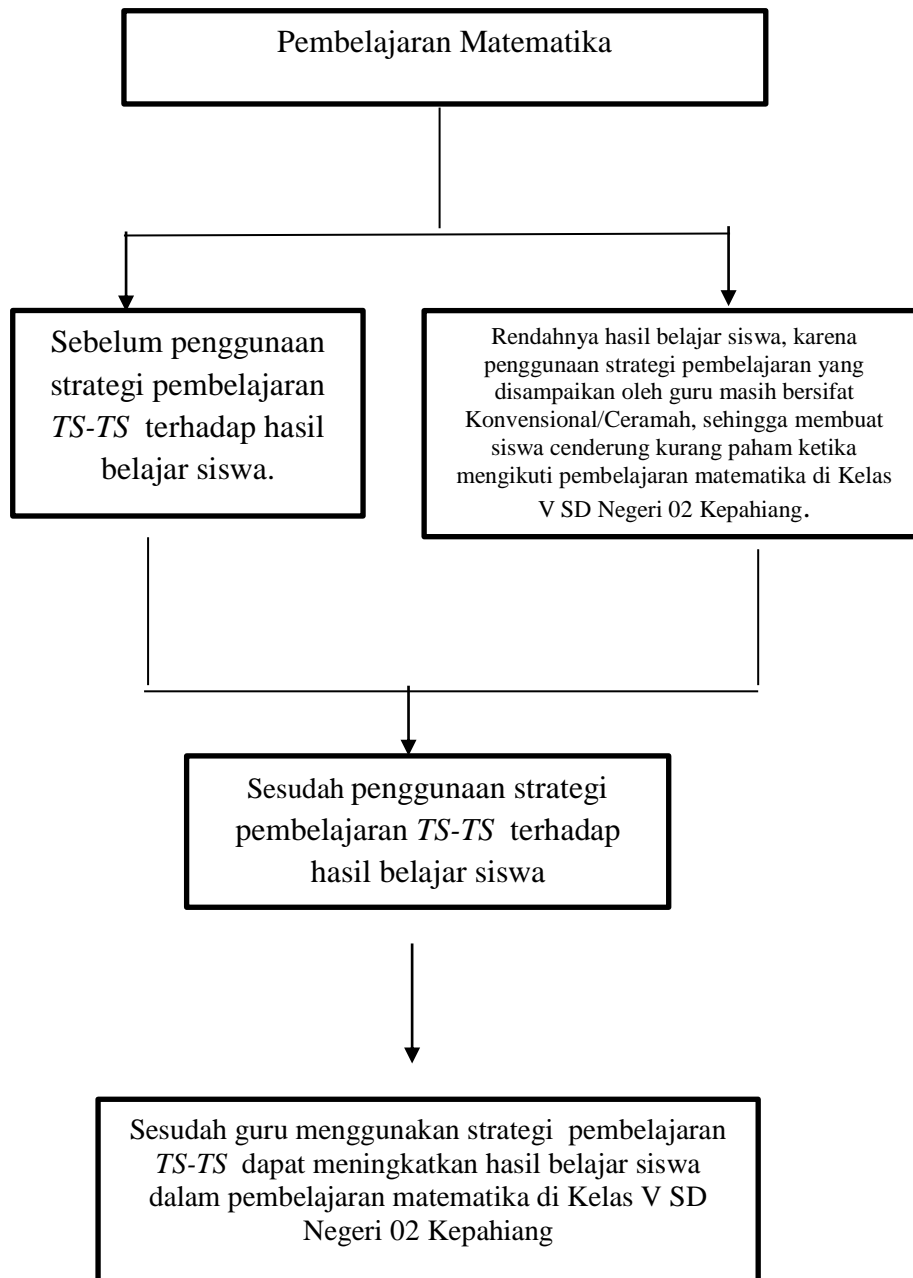 Pembelajaran Matematika
Sebelum penggunaan
strategi pembelajaran
TS-TS terhadap hasil
belajar siswa.
Rendahnya hasil belajar siswa, karena
penggunaan strategi pembelajaran yang
disampaikan oleh guru masih bersifat
Konvensional/Ceramah, sehingga membuat
siswa cenderung kurang paham ketika
mengikuti pembelajaran matematika di Kelas
V SD Negeri 02 Kepahiang.
Sesudah penggunaan strategi
pembelajaran TS-TS terhadap
hasil belajar siswa
Sesudah guru menggunakan strategi pembelajaran
TS-TS dapat meningkatkan hasil belajar siswa
dalam pembelajaran matematika di Kelas V SD
Negeri 02 Kepahiang